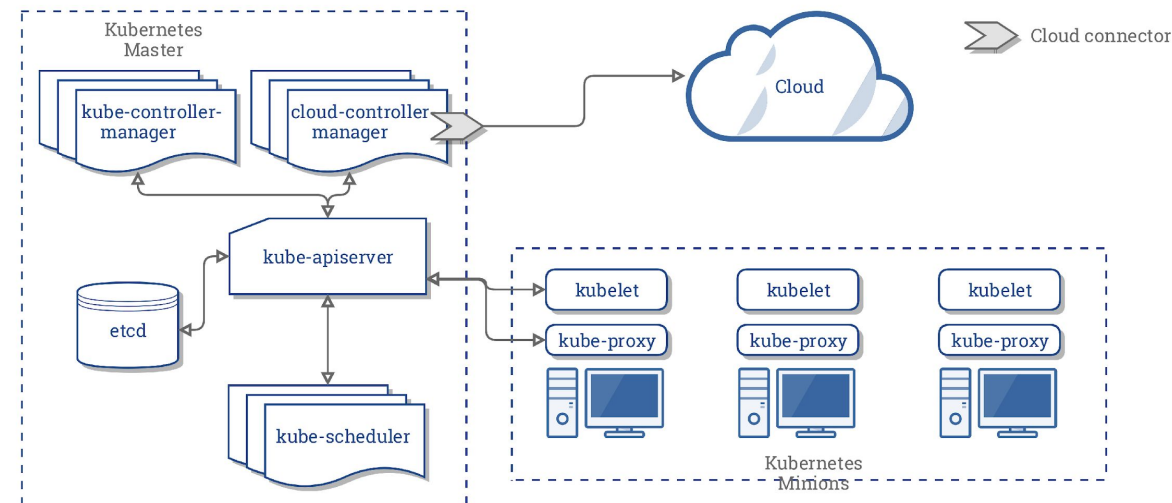 Kubernetes
Master
Cloud connector
kube-controller-
manager
cloud-controller
manager
Cloud
kube-apiserver
etcd
kube-scheduler
kubelet
kubelet
kubelet
kube-proxy
kube-proxy
kube-proxy
Kubernetes
Minions